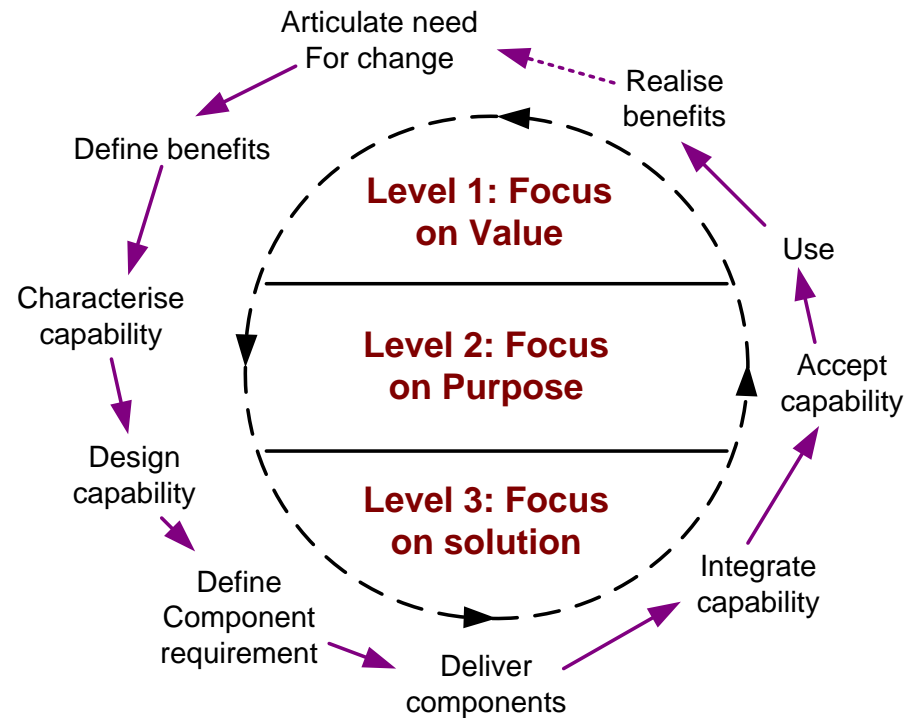 Articulate need
For change
Define benefits
Characterise
capability
Design
capability
Define
Component
requirement
Deliver
components
Integrate
capability
Accept
capability
Use
Realise
benefits
Level 1: Focus
on Value
Level 2: Focus
on Purpose
Level 3: Focus
on solution